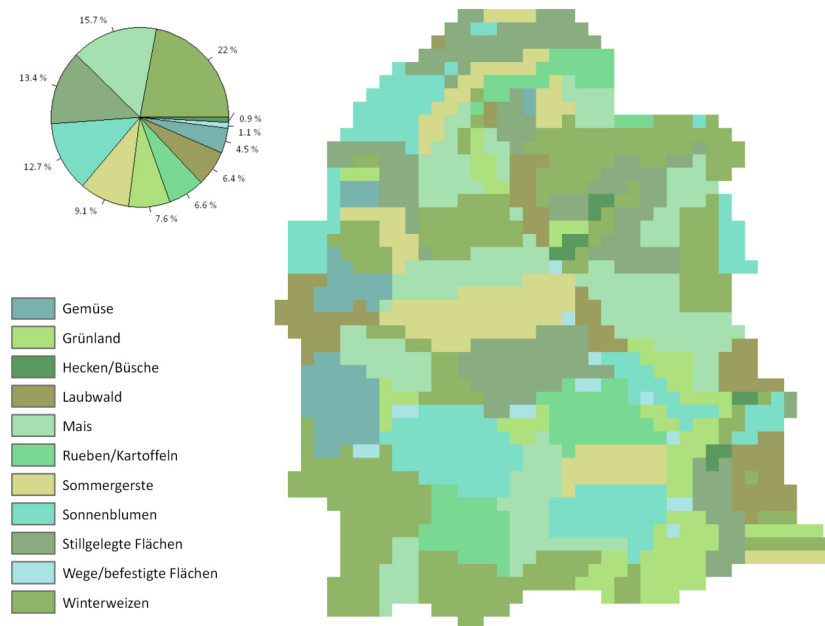 15.7 %
22 %
13.4 %
0.9 %
1.1 %
4.5 %
12.7 %
6.4 %
9.1 %
6.6 %
7.6 %
Gemüse
Grünland
Hecken/Büsche
Laubwald
Mais
Rueben/Kartoffeln
Sommergerste
Sonnenblumen
Stillgelegte Flächen
Wege/befestigte Flächen
Winterweizen